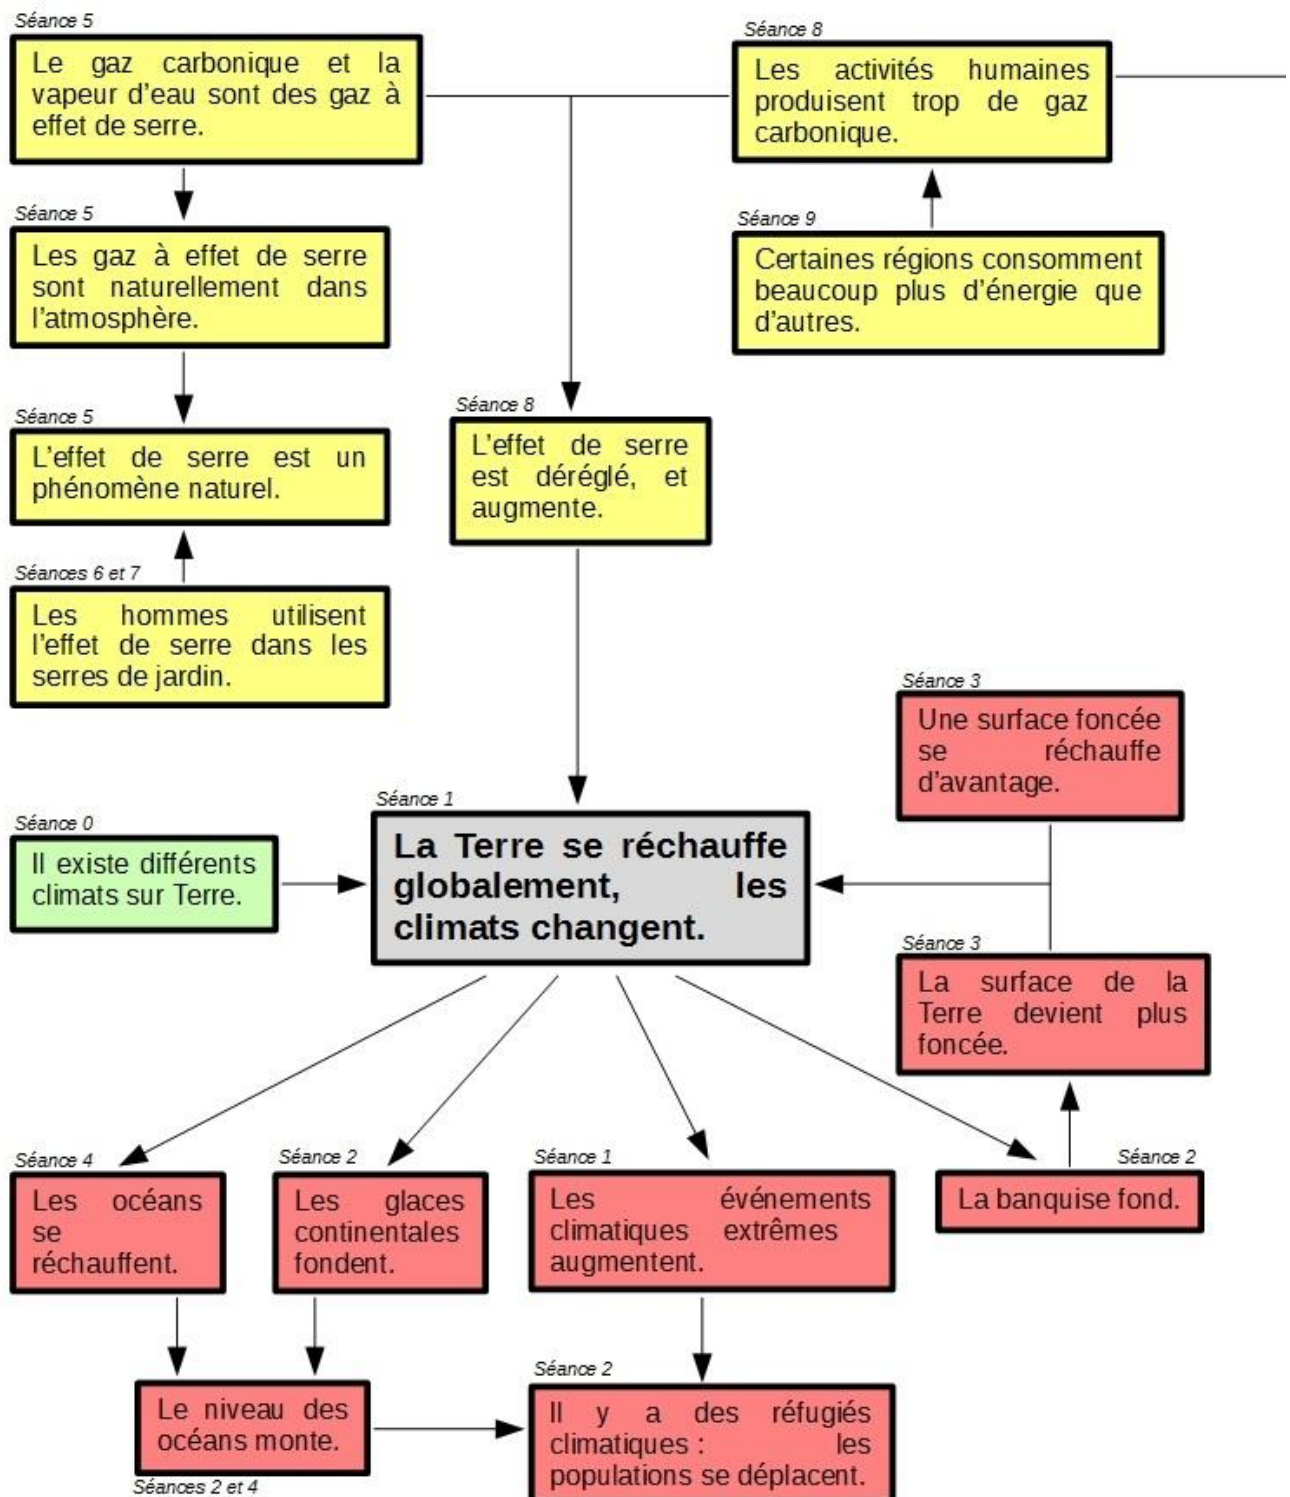 Séance 5
Le gaz carbonique et la
vapeur d'eau sont des gaz à
effet de serre.
Séance 8
Les activités humaines
produisent trop de gaz
carbonique.
Séance 5
Les gaz à effet de serre
sont naturellement dans
l'atmosphère.
Séance 9
Certaines régions consomment
beaucoup plus d'énergie que
d'autres.
Séance 5
L'effet de serre est un
phénomène naturel.
Séance 8
L'effet de serre
est déréglé, et
augmente.
Séances 6 et 7
Les hommes utilisent
l'effet de serre dans les
serres de jardin.
Séance 3
Une surface foncée
se réchauffe
d'avantage.
Séance 0
Il existe différents
climats sur Terre.
Séance 1
La Terre se réchauffe
globalement, les
climats changent.
Séance 3
La surface de la
Terre devient plus
foncée.
Séance 4
Les océans
se
réchauffent.
Séance 2
Les glaces
continentales
fondent.
Séance 1
Les événements
climatiques extrêmes
augmentent.
Séance 2
La banquise fond.
Le niveau des
océans monte.
Séances 2 et 4
Séance 2
Il y a des réfugiés
climatiques : les
populations se déplacent.